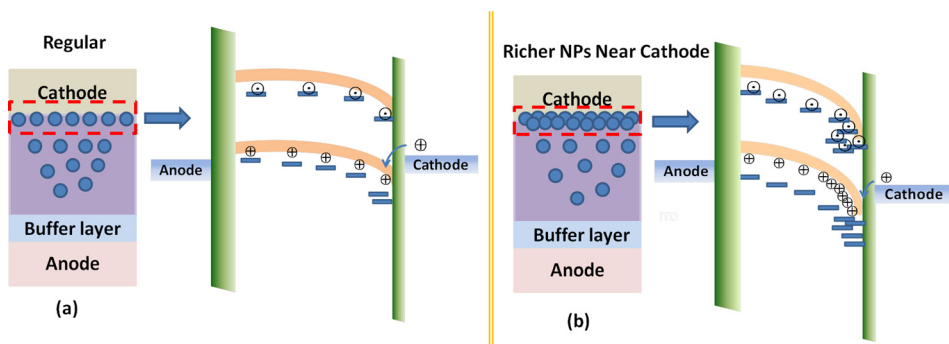 Regular
Cathode
Buffer layer
Anode
(a)
Anode
Cathode
Richer NPs Near Cathode
Cathode
Buffer layer
Anode
(b)
Anode
Cathode